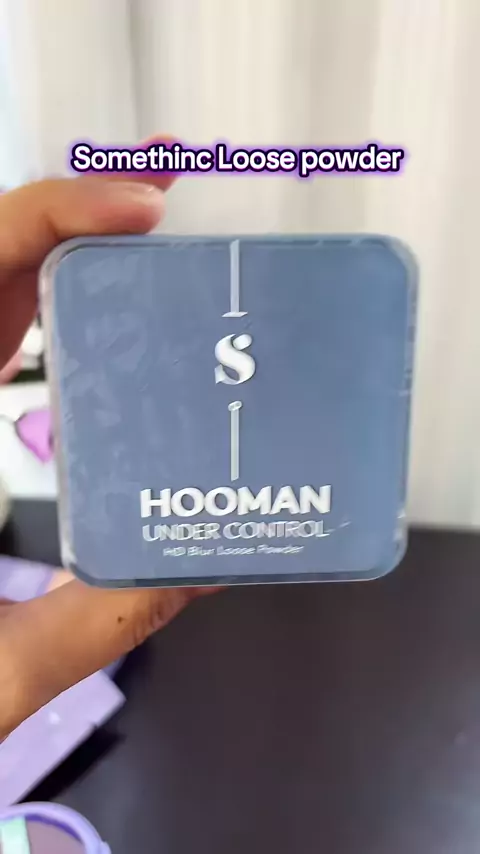 Somethinc Loose powder
S
HOOMAN
UNDER CONTROL
HD Blur Loose Powder